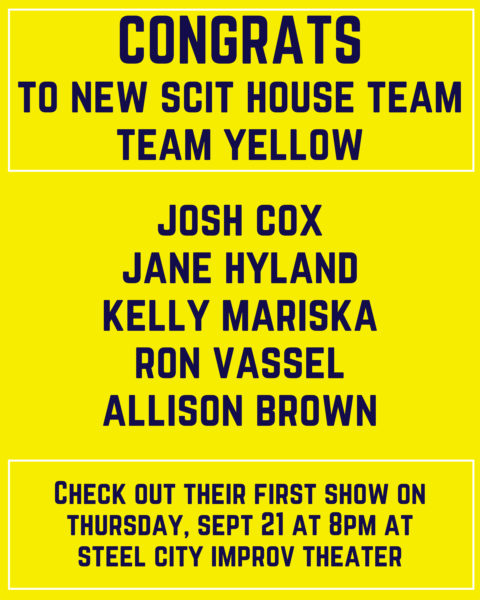 CONGRATS
TO NEW SCIT HOUSE TEAM
TEAM YELLOW
JOSH COX
JANE HYLAND
KELLY MARISKA
RON VASSEL
ALLISON BROWN
CHECK OUT THEIR FIRST SHOW ON
THURSDAY, SEPT 21 AT 8PM AT
STEEL CITY IMPROV THEATER